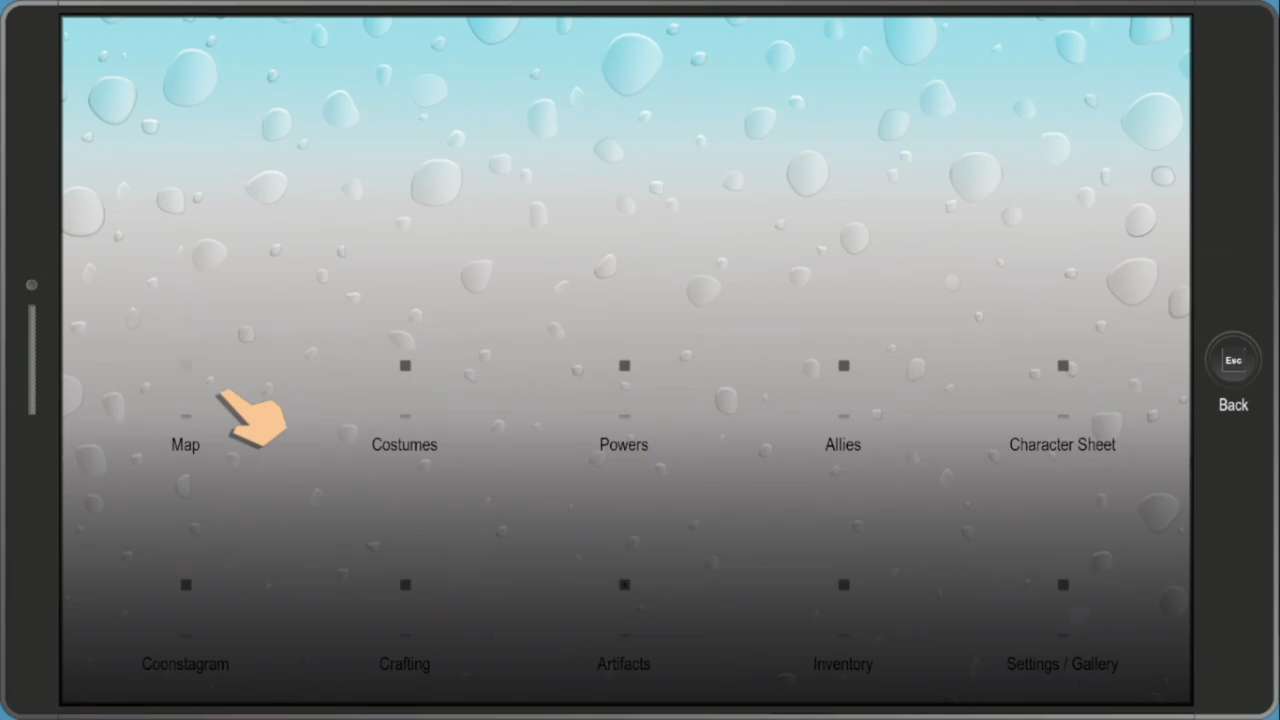 Esc
Back
Map
Costumes
Powers
Allies
Character Sheet
Coonstagram
Crafting
Artifacts
Inventory
Settings / Gallery